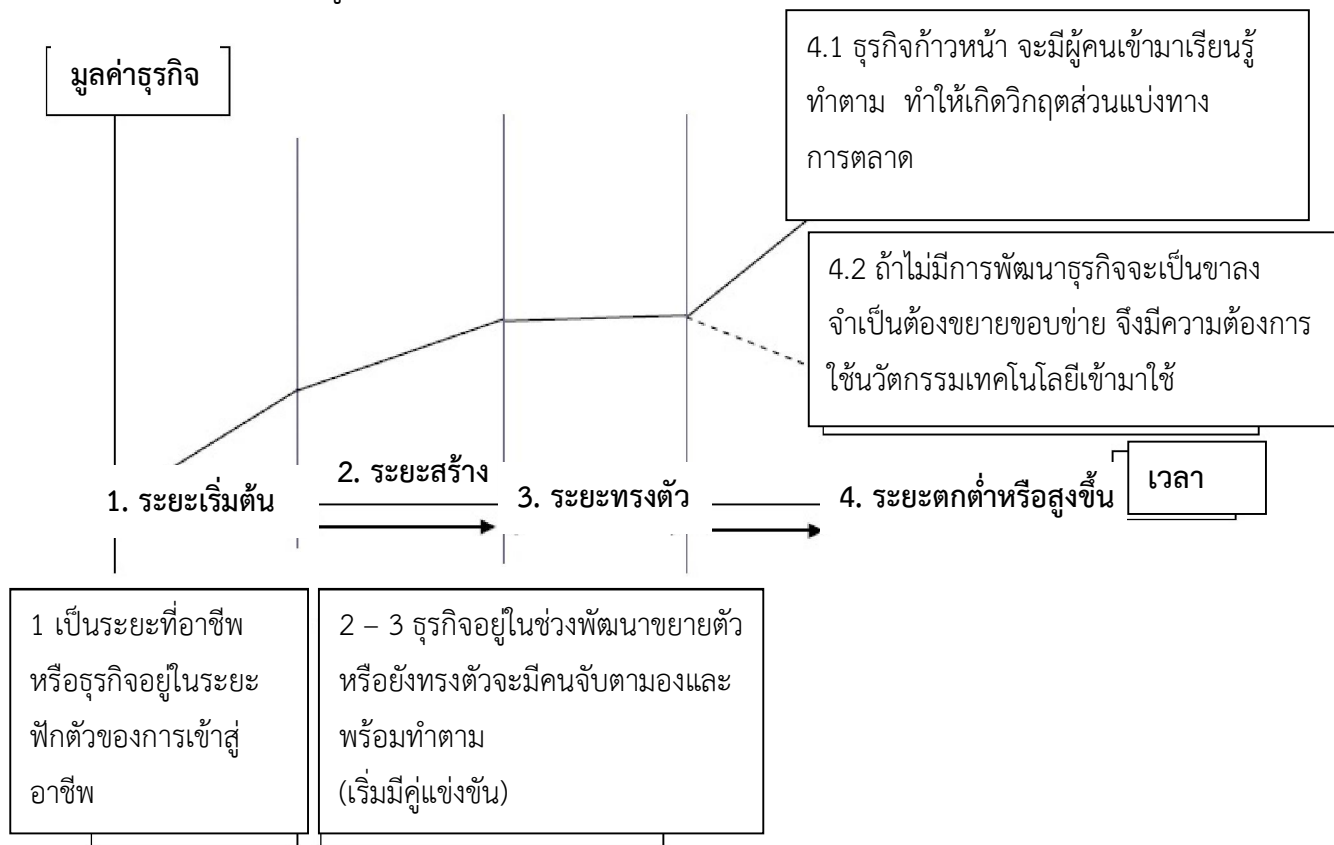 มูลค่าธุรกิจ
4.1 ธุรกิจก้าวหน้า จะมีผู้คนเข้ามาเรียนรู้
ทำตาม ทำให้เกิดวิกฤตส่วนแบ่งทาง
การตลาด
4.2 ถ้าไม่มีการพัฒนาธุรกิจจะเป็นขาลง
จำเป็นต้องขยายขอบข่าย จึงมีความต้องการ
ใช้นวัตกรรมเทคโนโลยีเข้ามาใช้
1. ระยะเริ่มต้น
2. ระยะสร้าง
3. ระยะทรงตัว
4. ระยะตกต่ำหรือสูงขึ้น
เวลา
1 เป็นระยะที่อาชีพ
หรือธุรกิจอยู่ในระยะ
ฟักตัวของการเข้าสู่
อาชีพ
2 – 3 ธุรกิจอยู่ในช่วงพัฒนาขยายตัว
หรือยังทรงตัวจะมีคนจับตามองและ
พร้อมทำตาม
(เริ่มมีคู่แข่งขัน)